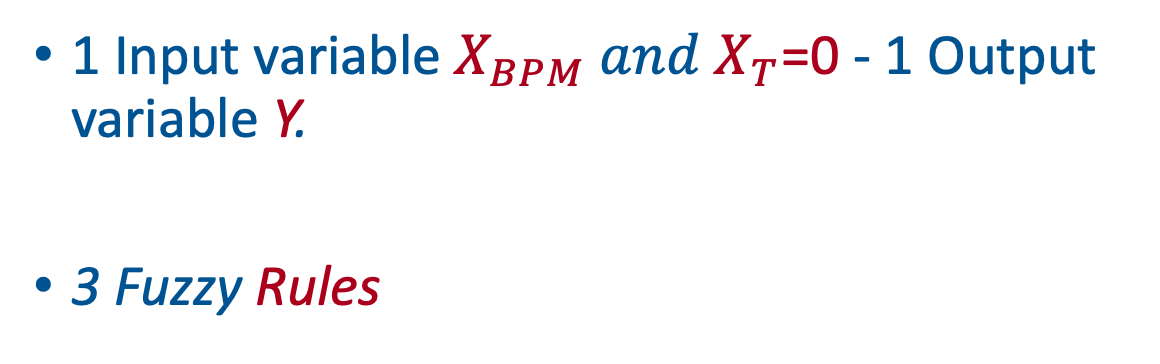 • 1 Input variable X_BPM and X_T=0 - 1 Output
variable Y.
• 3 Fuzzy Rules